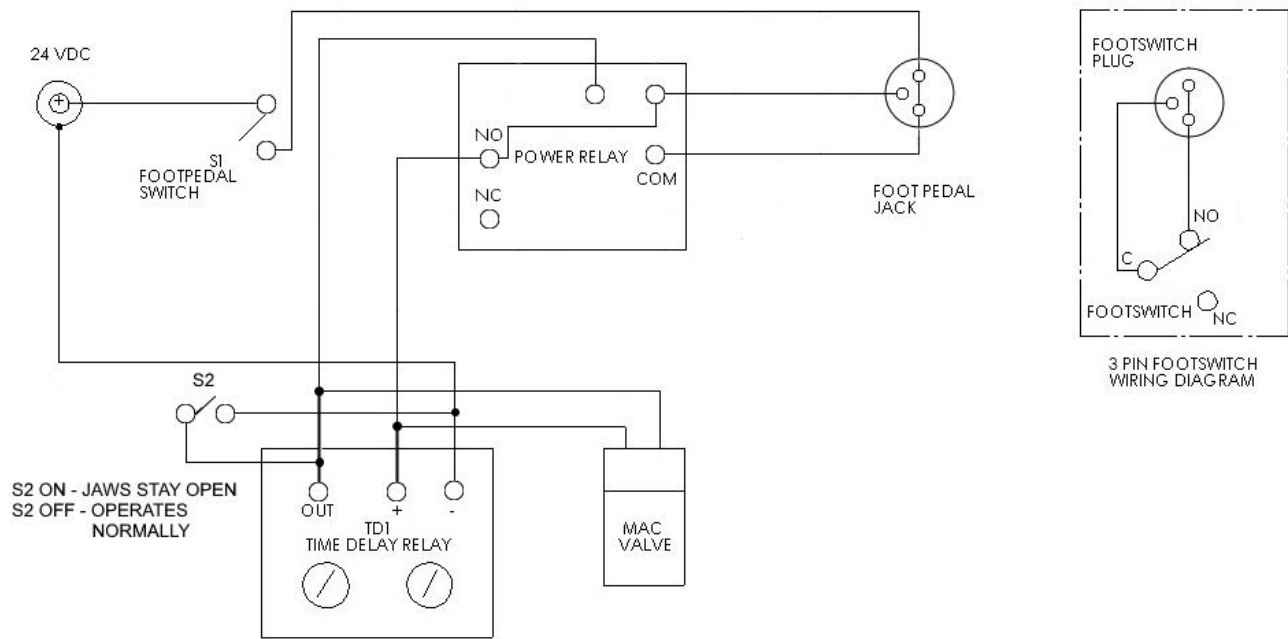 24 VDC
+
S1
FOOTPEDAL
SWITCH
NO
POWER RELAY
COM
NC
FOOT PEDAL
JACK
FOOTSWITCH
PLUG
NO
C
FOOTSWITCH
NC
3 PIN FOOTSWITCH
WIRING DIAGRAM
S2
S2 ON - JAWS STAY OPEN
S2 OFF - OPERATES
NORMALLY
OUT
+
-
TD1
TIME DELAY RELAY
MAC
VALVE